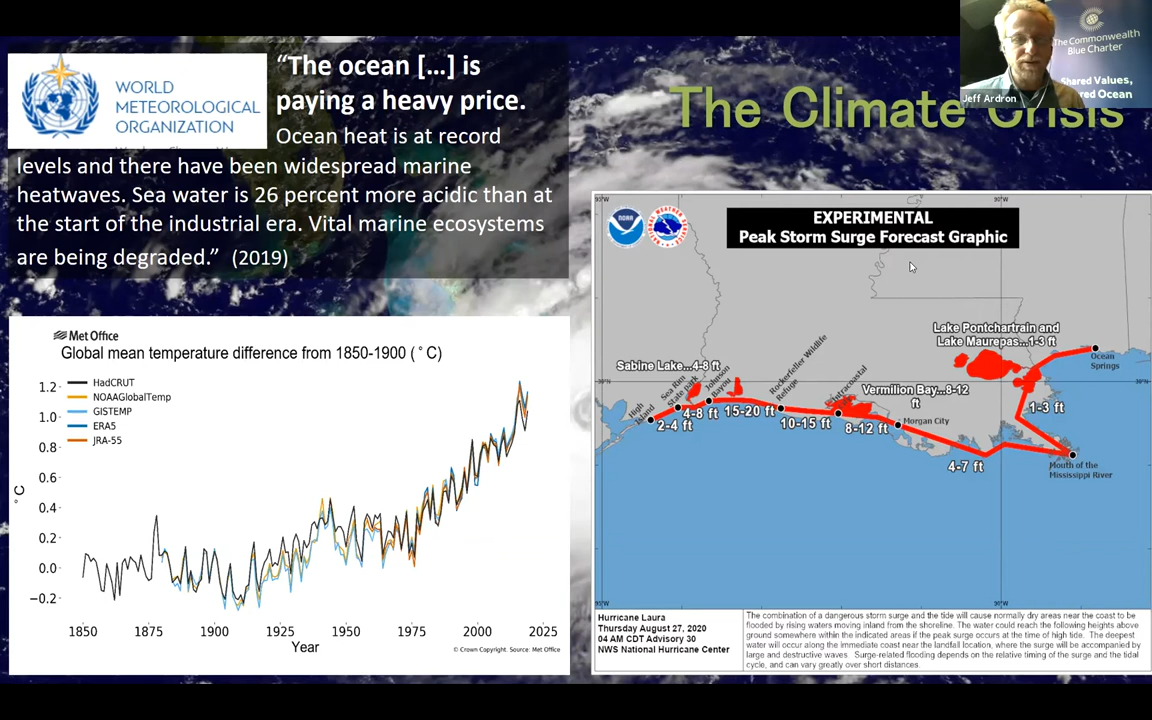 WORLD
METEOROLOGICAL
ORGANIZATION
“The ocean […] is
paying a heavy price.
Ocean heat is at record
levels and there have been widespread marine
heatwaves. Sea water is 26 percent more acidic than at
the start of the industrial era. Vital marine ecosystems
are being degraded.” (2019)
The Climate Crisis
The Commonwealth
Blue Charter
Shared Values,
red Ocean
Jeff Ardron
Met Office
Global mean temperature difference from 1850-1900 (°C)
HadCRUT
NOAAGlobalTemp
GISTEMP
ERA5
JRA-55
°C
1.2
1.0
0.8
0.6
0.4
0.2
0.0
−0.2
1850 1875 1900 1925 1950 1975 2000 2025
Year
© Crown Copyright. Source: Met Office
NOAA
NATIONAL WEATHER SERVICE
EXPERIMENTAL
Peak Storm Surge Forecast Graphic
90°W
30°N
30°N
90°W
Lake Pontchartrain and
Lake Maurepas...1-3 ft
Ocean
Springs
Sabine Lake...4-8 ft
High
Island
Sea Rim
State park
Johnson
Bayou
Rockerfeller Wildlife
Refuge
Intracoastal
Vermilion Bay...8-12
ft
Morgan City
Mouth of the
Mississippi River
2-4 ft
4-8 ft
15-20 ft
10-15 ft
8-12 ft
4-7 ft
1-3 ft
Hurricane Laura
Thursday August 27, 2020
04 AM CDT Advisory 30
NWS National Hurricane Center
The combination of a dangerous storm surge and the tide will cause normally dry areas near the coast to be
flooded by rising waters moving inland from the shoreline. The water could reach the following heights above
ground somewhere within the indicated areas if the peak surge occurs at the time of high tide. The deepest
water will occur along the immediate coast near the landfall location, where the surge will be accompanied by
large and destructive waves. Surge-related flooding depends on the relative timing of the surge and the tidal
cycle, and can vary greatly over short distances.